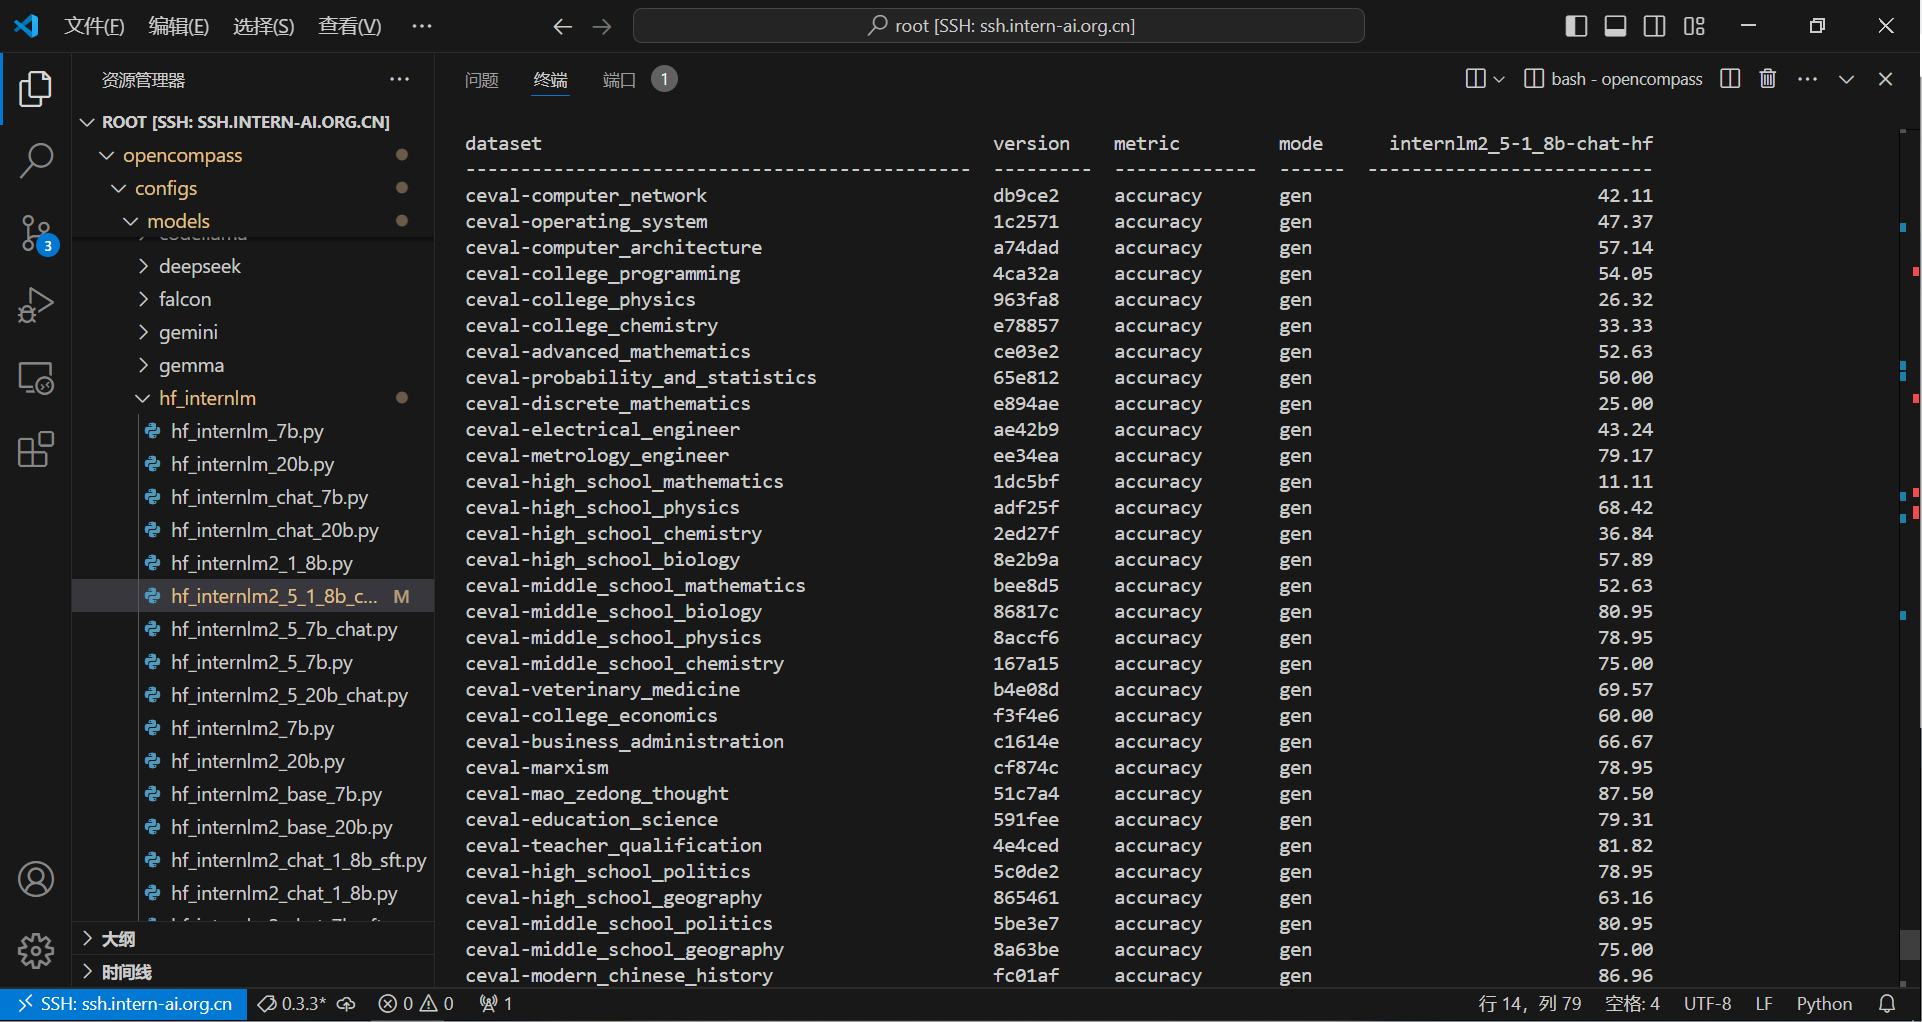 文件(F) 编辑(E) 选择(S) 查看(V) ··· root [SSH: ssh.intern-ai.org.cn]
资源管理器 ···
ROOT [SSH: SSH.INTERN-AI.ORG.CN]
opencompass
configs
models
codellama
deepseek
falcon
gemini
gemma
hf_internlm
hf_internlm_7b.py
hf_internlm_20b.py
hf_internlm_chat_7b.py
hf_internlm_chat_20b.py
hf_internlm2_1_8b.py
hf_internlm2_5_1_8b_c... M
hf_internlm2_5_7b_chat.py
hf_internlm2_5_7b.py
hf_internlm2_5_20b_chat.py
hf_internlm2_7b.py
hf_internlm2_20b.py
hf_internlm2_base_7b.py
hf_internlm2_base_20b.py
hf_internlm2_chat_1_8b_sft.py
hf_internlm2_chat_1_8b.py
大纲
时间线
3
问题 终端 端口 1 bash - opencompass ···
dataset version metric mode internlm2_5-1_8b-chat-hf
---------------------------------------------- --------- ------------- ------ --------------------------
ceval-computer_network db9ce2 accuracy gen 42.11
ceval-operating_system 1c2571 accuracy gen 47.37
ceval-computer_architecture a74dad accuracy gen 57.14
ceval-college_programming 4ca32a accuracy gen 54.05
ceval-college_physics 963fa8 accuracy gen 26.32
ceval-college_chemistry e78857 accuracy gen 33.33
ceval-advanced_mathematics ce03e2 accuracy gen 52.63
ceval-probability_and_statistics 65e812 accuracy gen 50.00
ceval-discrete_mathematics e894ae accuracy gen 25.00
ceval-electrical_engineer ae42b9 accuracy gen 43.24
ceval-metrology_engineer ee34ea accuracy gen 79.17
ceval-high_school_mathematics 1dc5bf accuracy gen 11.11
ceval-high_school_physics adf25f accuracy gen 68.42
ceval-high_school_chemistry 2ed27f accuracy gen 36.84
ceval-high_school_biology 8e2b9a accuracy gen 57.89
ceval-middle_school_mathematics bee8d5 accuracy gen 52.63
ceval-middle_school_biology 86817c accuracy gen 80.95
ceval-middle_school_physics 8accf6 accuracy gen 78.95
ceval-middle_school_chemistry 167a15 accuracy gen 75.00
ceval-veterinary_medicine b4e08d accuracy gen 69.57
ceval-college_economics f3f4e6 accuracy gen 60.00
ceval-business_administration c1614e accuracy gen 66.67
ceval-marxism cf874c accuracy gen 78.95
ceval-mao_zedong_thought 51c7a4 accuracy gen 87.50
ceval-education_science 591fee accuracy gen 79.31
ceval-teacher_qualification 4e4ced accuracy gen 81.82
ceval-high_school_politics 5c0de2 accuracy gen 78.95
ceval-high_school_geography 865461 accuracy gen 63.16
ceval-middle_school_politics 5be3e7 accuracy gen 80.95
ceval-middle_school_geography 8a63be accuracy gen 75.00
ceval-modern_chinese_history fc01af accuracy gen 86.96
SSH: ssh.intern-ai.org.cn 0.3.3* 0 0 1 行 14，列 79 空格: 4 UTF-8 LF Python